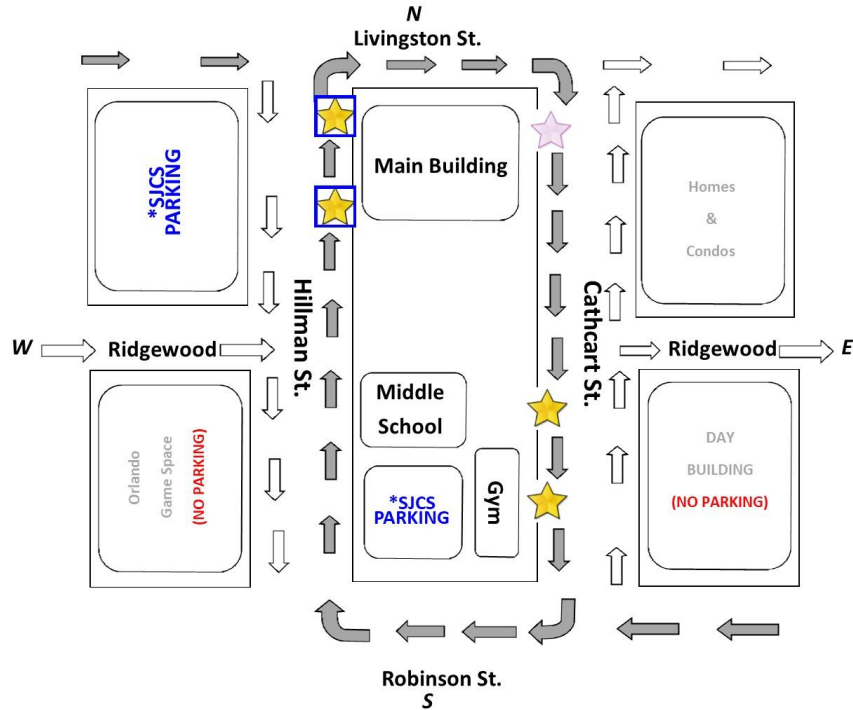 N
Livingston St.
*SJCS
PARKING
Main Building
Homes
&
Condos
Hillman St.
Cathcart St.
W
Ridgewood
Ridgewood
E
Orlando
Game Space
(NO PARKING)
Middle
School
*SJCS
PARKING
Gym
DAY
BUILDING
(NO PARKING)
Robinson St.
S